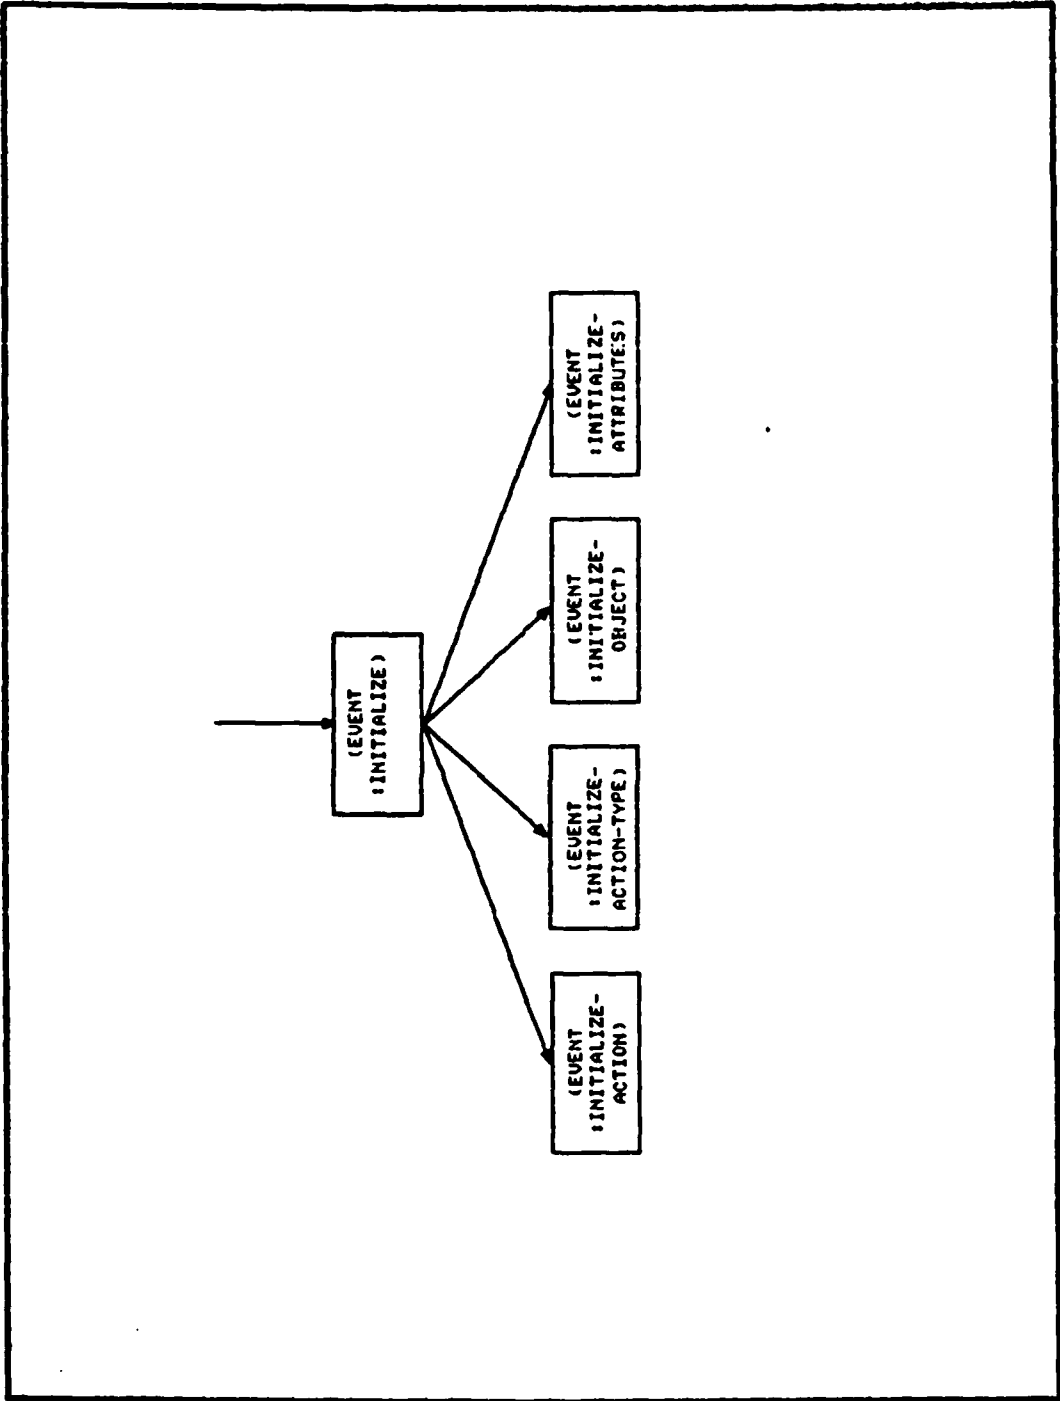 (EVENT
:INITIALIZE)
(EVENT
:INITIALIZE-
ACTION)
(EVENT
:INITIALIZE-
ACTION-TYPE)
(EVENT
:INITIALIZE-
OBJECT)
(EVENT
:INITIALIZE-
ATTRIBUTES)